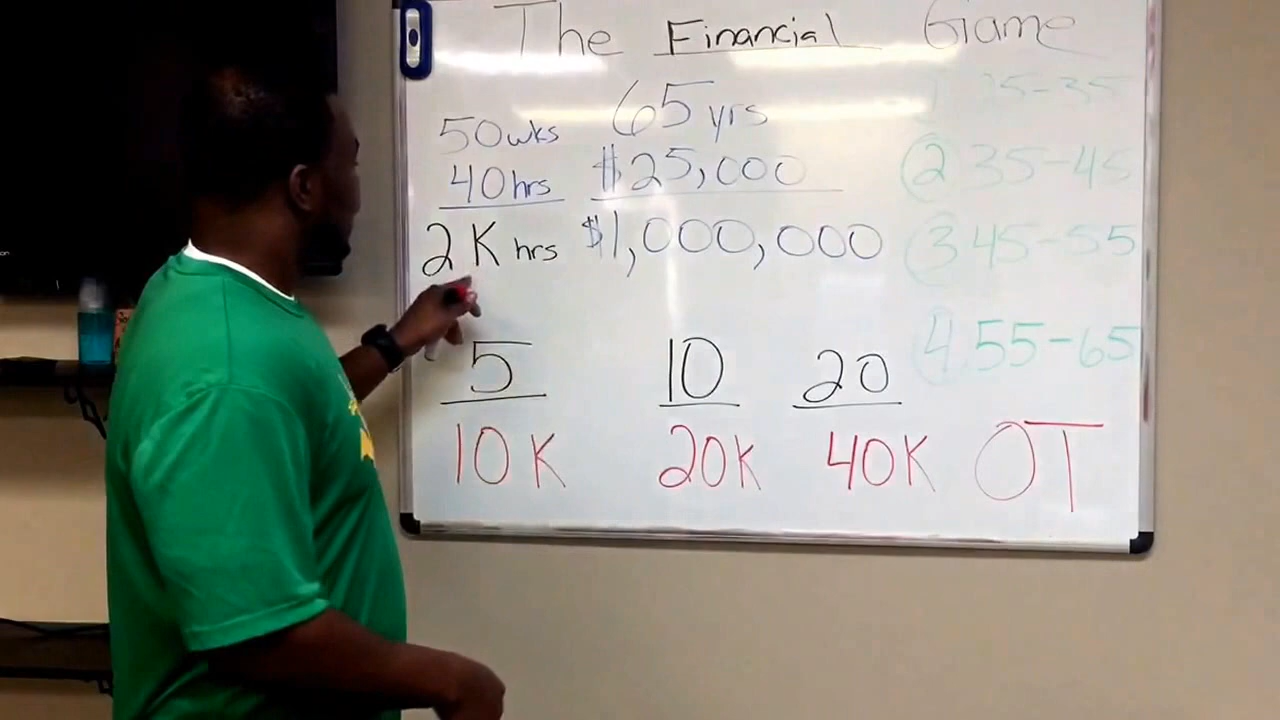 The Financial Game
65 yrs
50 wks
40 hrs
$25,000
2K hrs
$1,000,000
25-35
2 35-45
3 45-55
4. 55-65
5
10
20
10K
20K
40K
OT